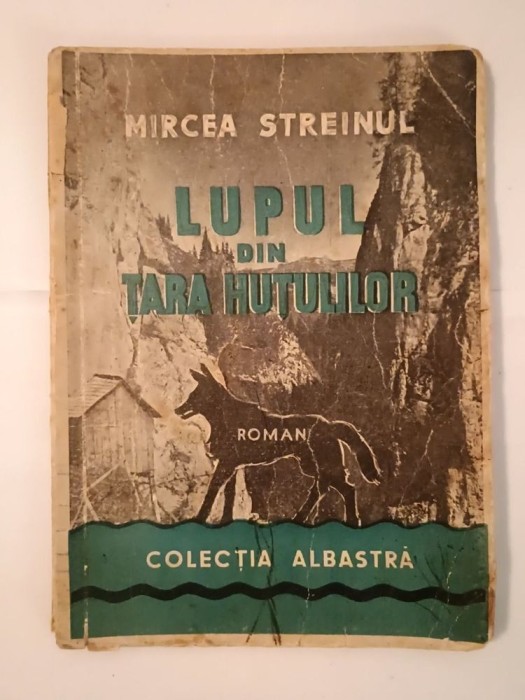 MIRCEA STREINUL
LUPUL
DIN
ȚARA HUȚULILOR
ROMAN
COLECȚIA ALBASTRĂ